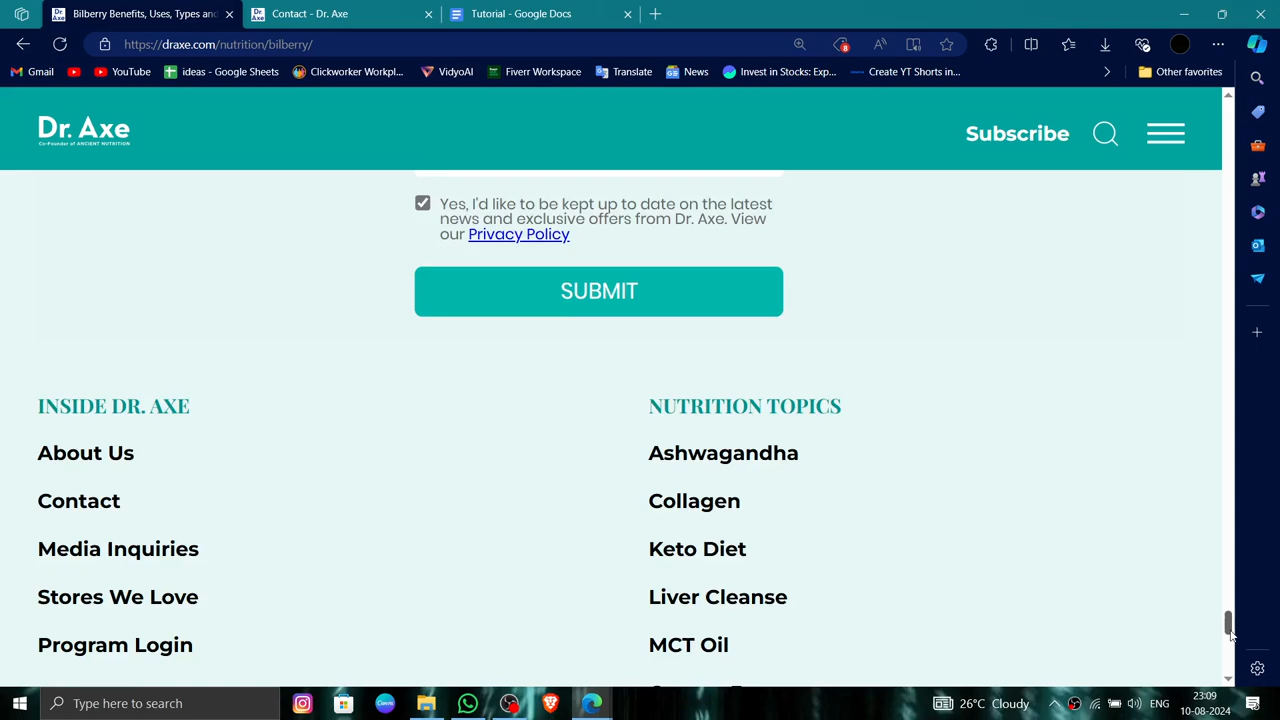 Bilberry Benefits, Uses, Types and
Contact - Dr. Axe
Tutorial - Google Docs
https://draxe.com/nutrition/bilberry/
8
Gmail
YouTube
ideas - Google Sheets
Clickworker Workpl...
VidyoAI
Fiverr Workspace
Translate
News
Invest in Stocks: Exp...
Create YT Shorts in...
Other favorites
Dr. Axe
Co-Founder of ANCIENT NUTRITION
Subscribe
Yes, I'd like to be kept up to date on the latest
news and exclusive offers from Dr. Axe. View
our Privacy Policy
SUBMIT
INSIDE DR. AXE
About Us
Contact
Media Inquiries
Stores We Love
Program Login
NUTRITION TOPICS
Ashwagandha
Collagen
Keto Diet
Liver Cleanse
MCT Oil
Type here to search
26°C Cloudy
ENG
23:09
10-08-2024